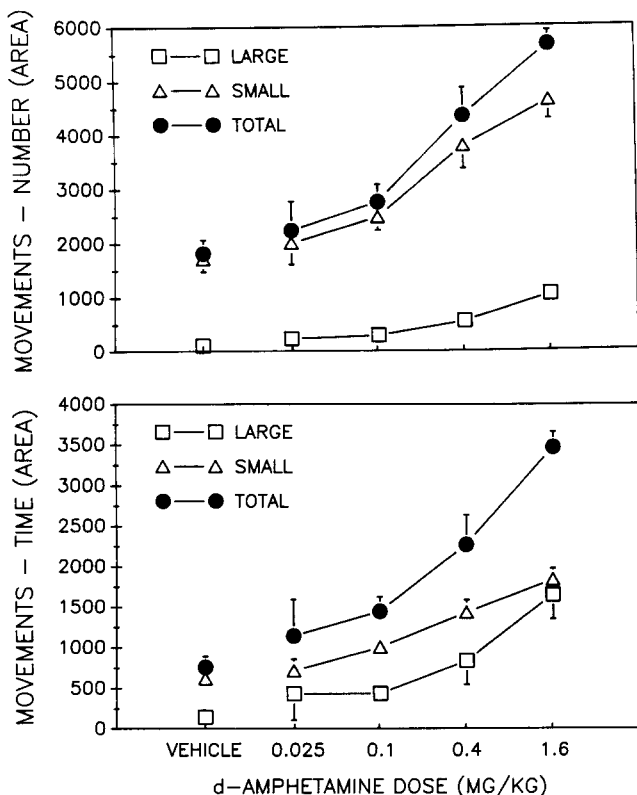 MOVEMENTS – NUMBER (AREA)
6000
5000
4000
3000
2000
1000
0
LARGE
SMALL
TOTAL
MOVEMENTS – TIME (AREA)
4000
3500
3000
2500
2000
1500
1000
500
0
LARGE
SMALL
TOTAL
VEHICLE 0.025 0.1 0.4 1.6
d-AMPHETAMINE DOSE (MG/KG)